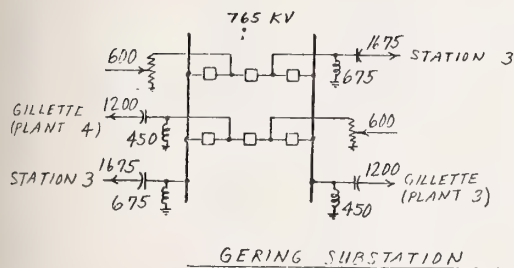 765 KV
600
1675
STATION 3
675
GILLETTE
(PLANT 4)
1200
450
600
STATION 3
1675
675
1200
GILLETTE
(PLANT 3)
450
GERING SUBSTATION